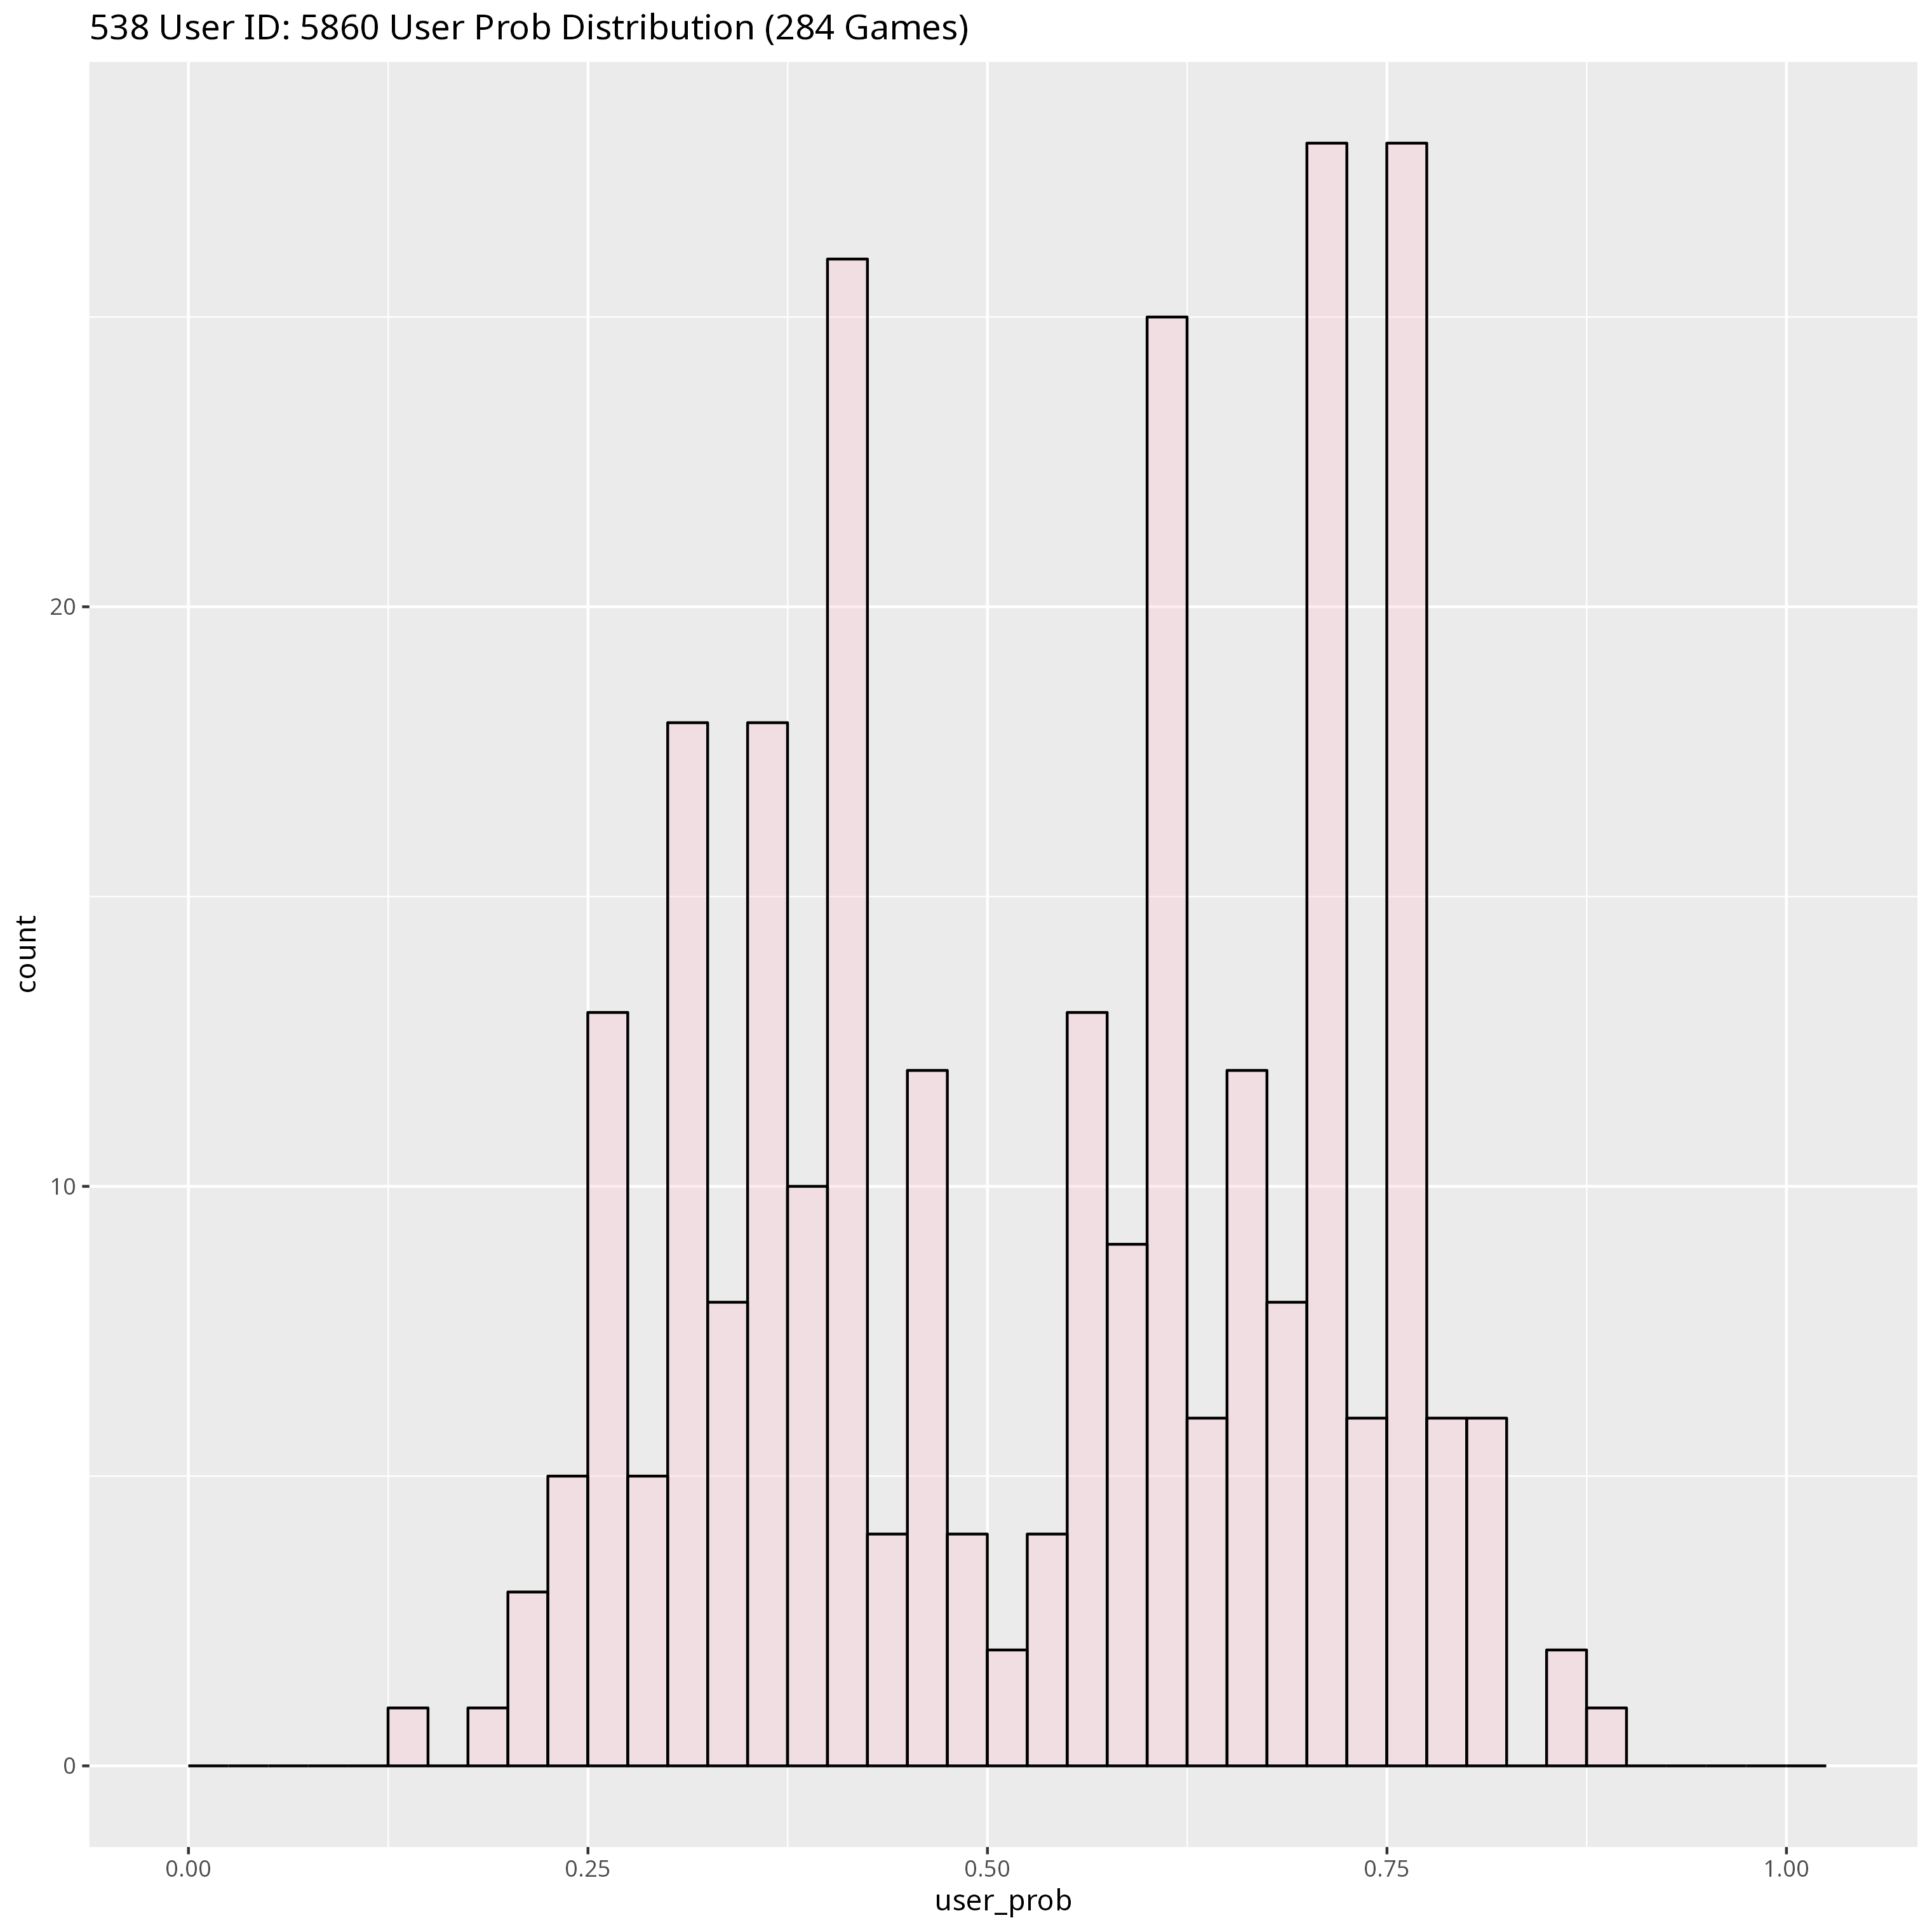 538 User ID: 5860 User Prob Distribution (284 Games)
count
20
10
0
0.00 0.25 0.50 0.75 1.00
user_prob